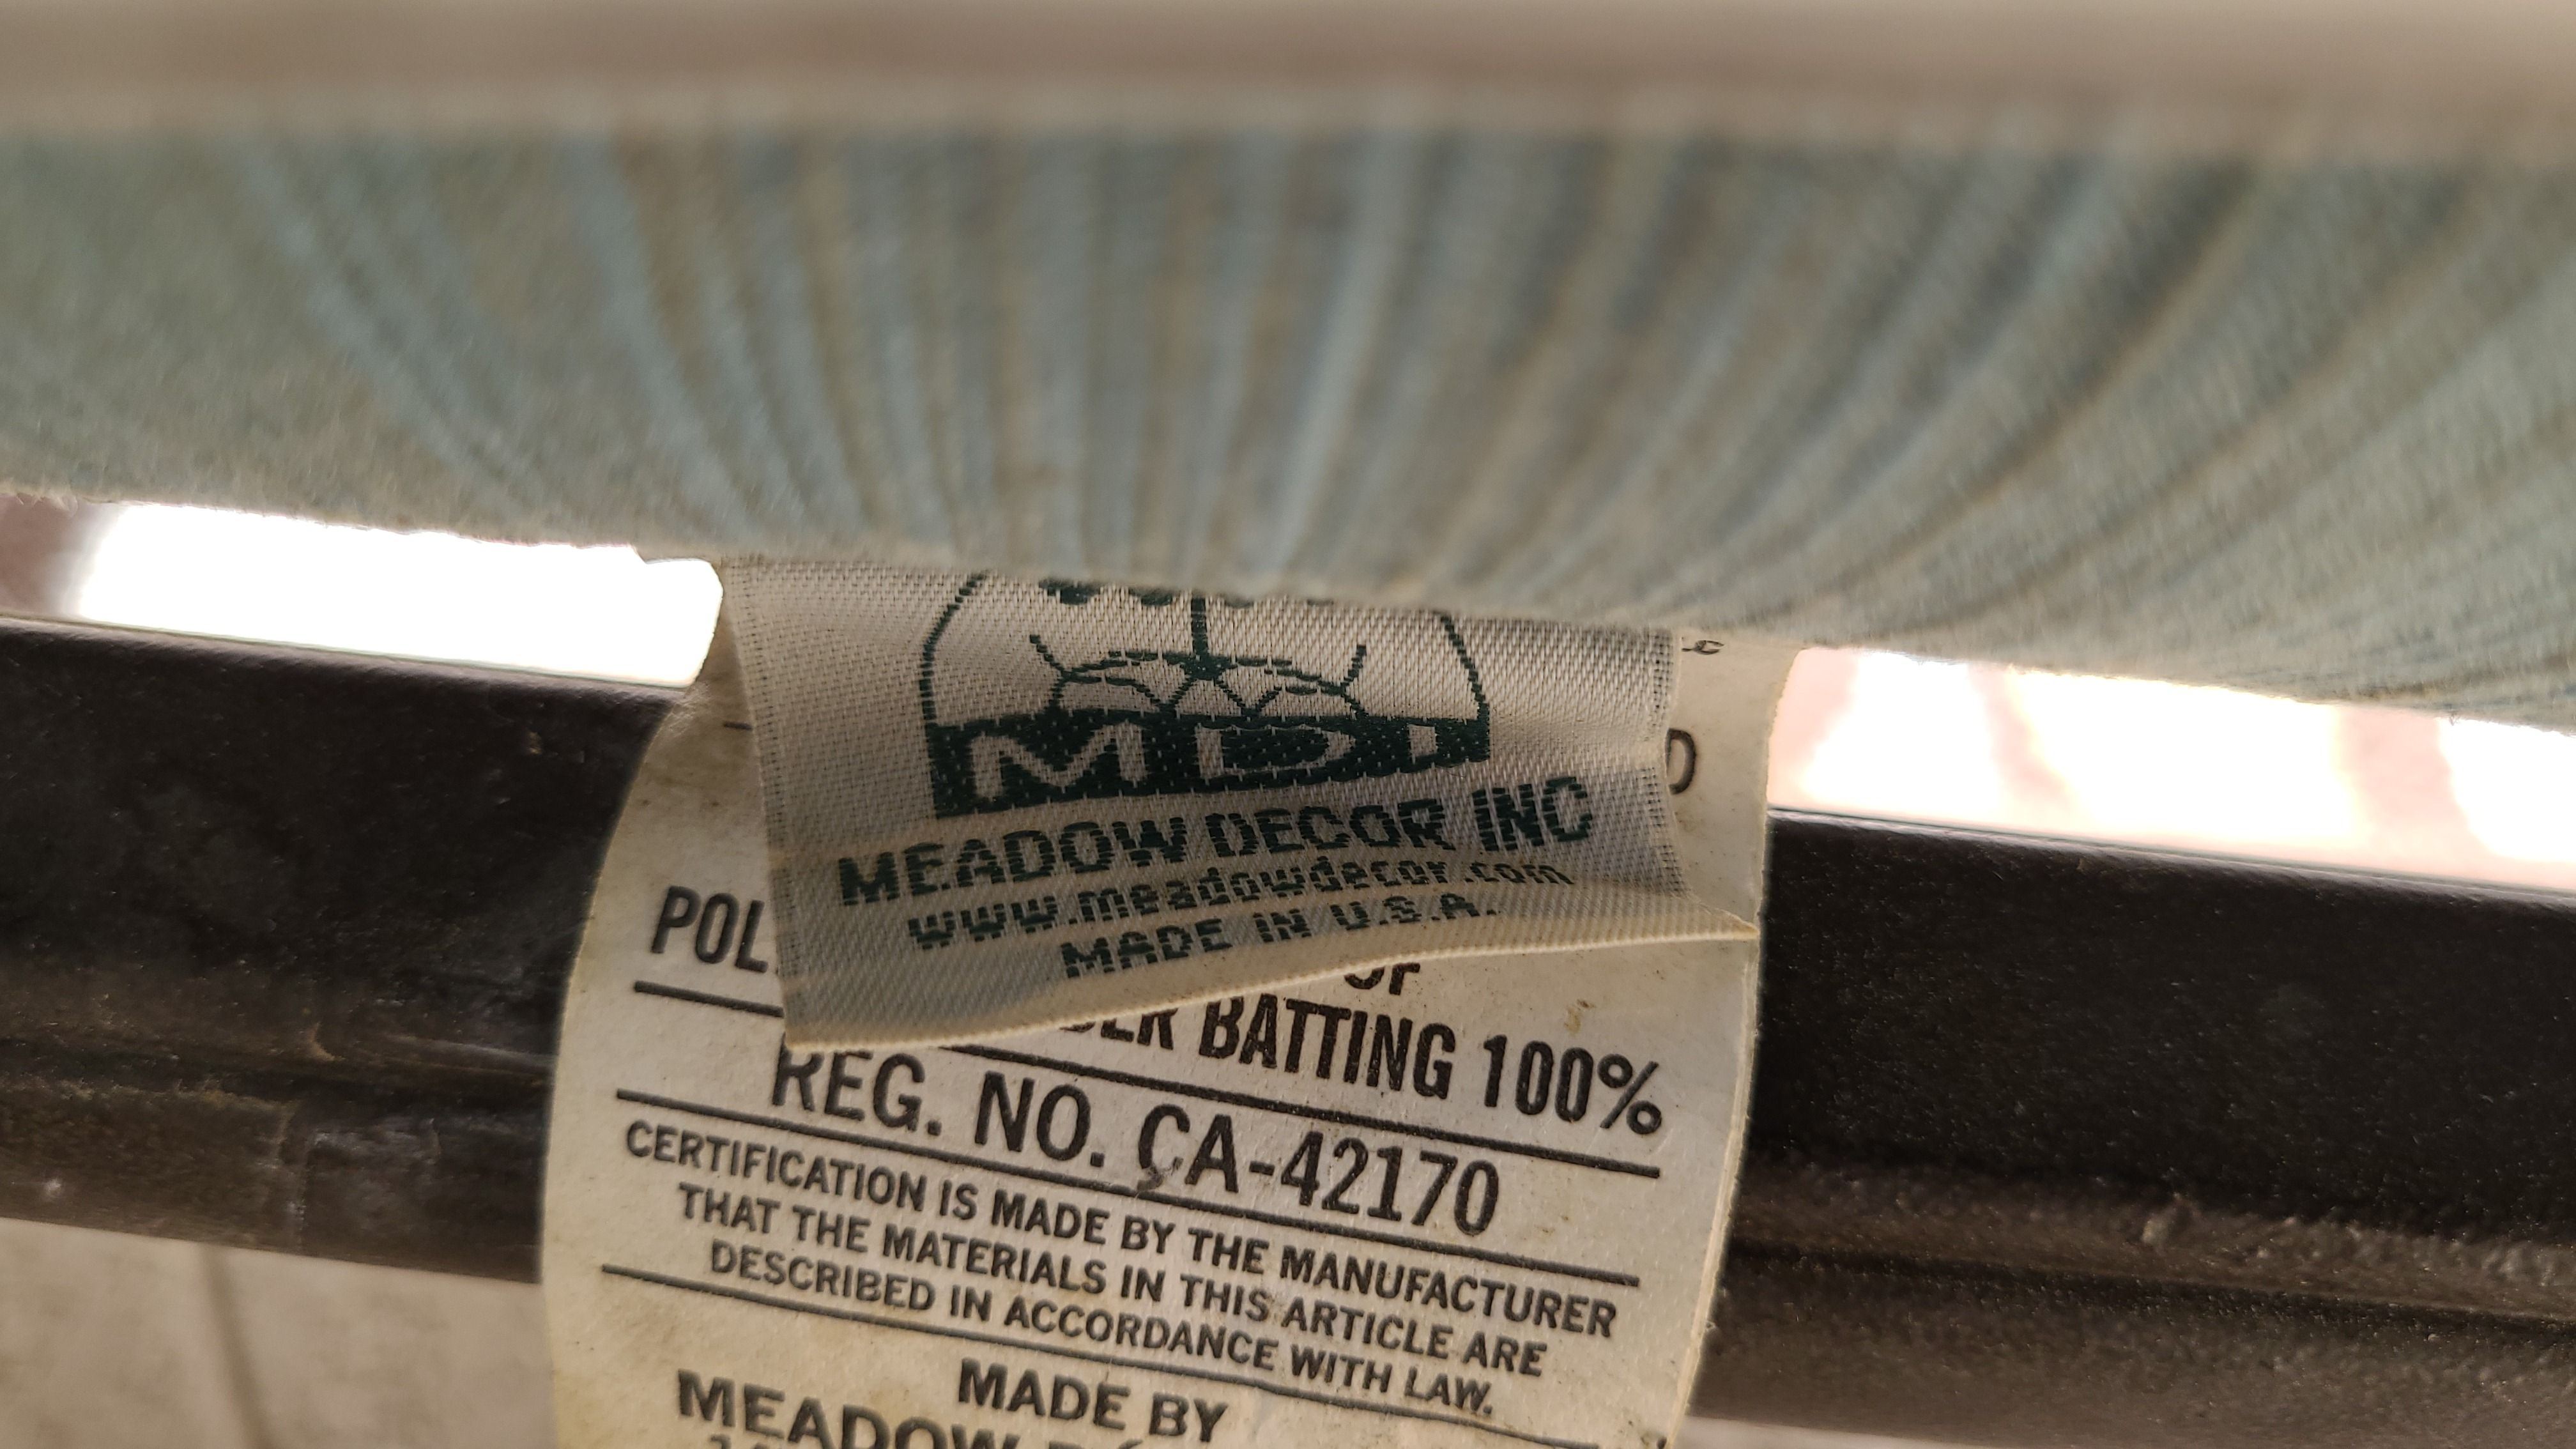 MDI
MEADOW DECOR INC
www.meadowdecor.com
MADE IN U.S.A.
BATTING 100%
REG. NO. CA-42170
CERTIFICATION IS MADE BY THE MANUFACTURER
THAT THE MATERIALS IN THIS ARTICLE ARE
DESCRIBED IN ACCORDANCE WITH LAW.
MADE BY
MEADOW